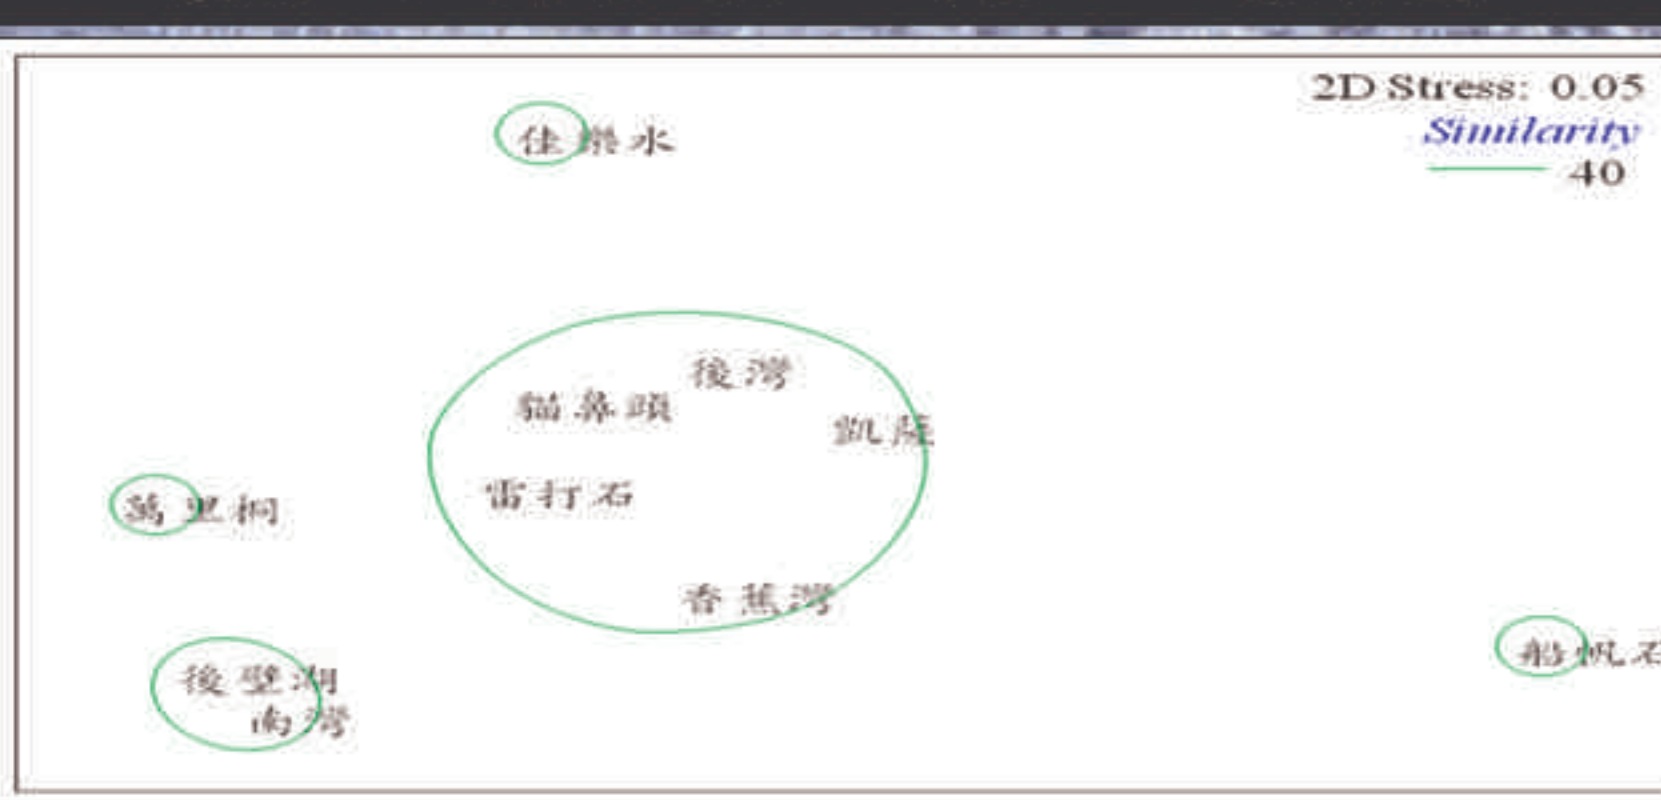 2D Stress: 0.05
Similarity
40
佳樂水
後灣
貓鼻頭
凱薩
雷打石
萬里桐
香蕉灣
船帆石
後壁湖
南灣